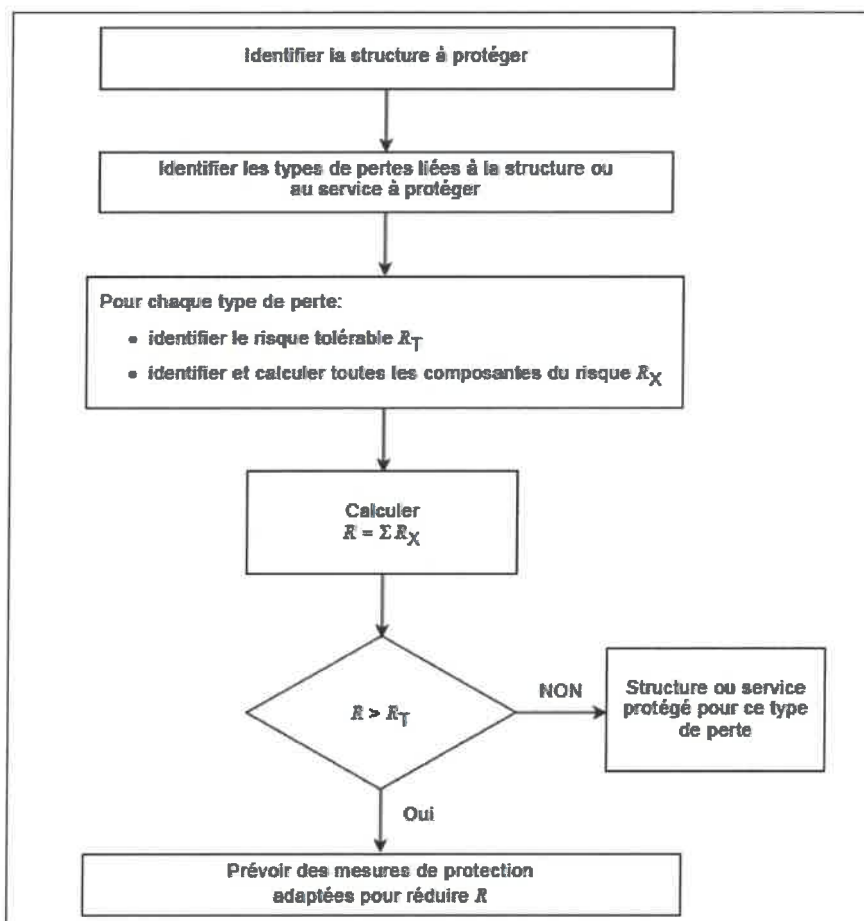 Identifier la structure à protéger
Identifier les types de pertes liées à la structure ou
au service à protéger
Pour chaque type de perte:
• identifier le risque tolérable RT
• identifier et calculer toutes les composantes du risque RX
Calculer
R = Σ RX
R > RT
NON
Structure ou service
protégé pour ce type
de perte
Oui
Prévoir des mesures de protection
adaptées pour réduire R